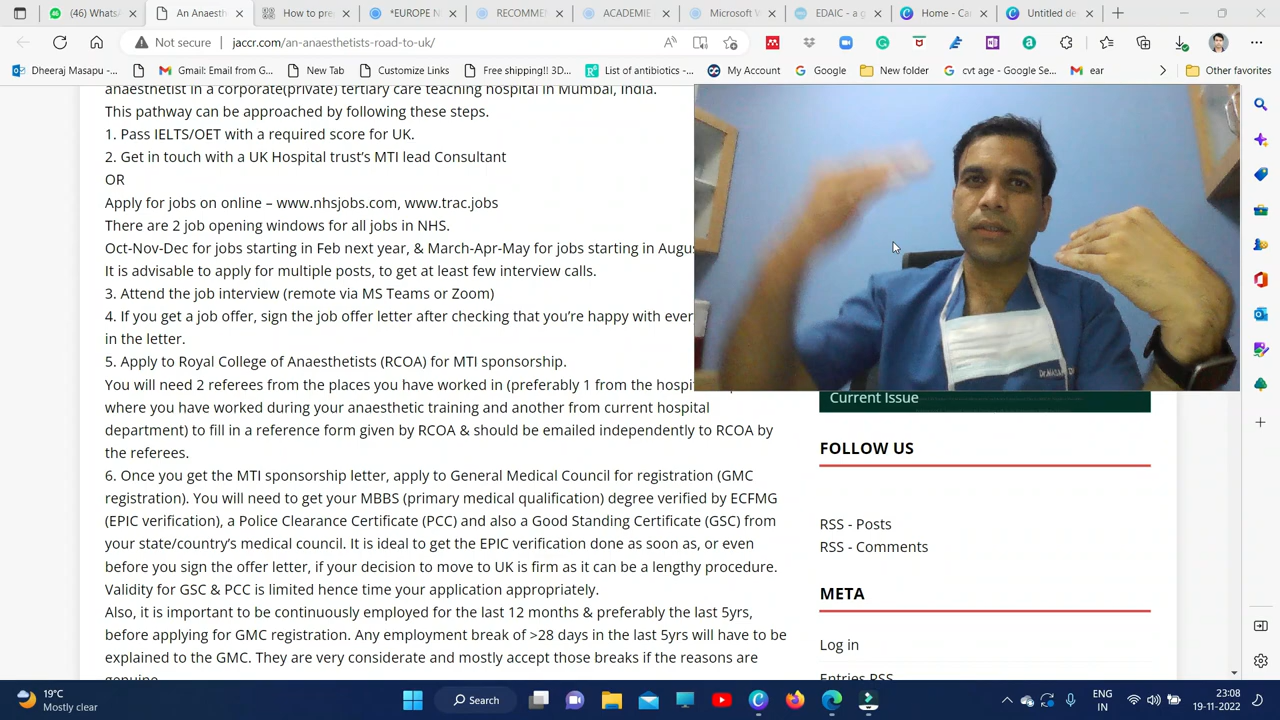 (46) WhatsA
An Anaesth
How to pre
*EUROPE N
RECOMME
ACADEMIE
Microsoft W
EDAIC - a g
Home - Can
Untitled de
Not secure
jaccr.com/an-anaesthetists-road-to-uk/
Dheeraj Masapu -...
Gmail: Email from G...
New Tab
Customize Links
Free shipping!! 3D...
List of antibiotics -...
My Account
Google
New folder
cvt age - Google Se...
ear
Other favorites
anaesthetist in a corporate(private) tertiary care teaching hospital in Mumbai, India.
This pathway can be approached by following these steps.
1. Pass IELTS/OET with a required score for UK.
2. Get in touch with a UK Hospital trust's MTI lead Consultant
OR
Apply for jobs on online – www.nhsjobs.com, www.trac.jobs
There are 2 job opening windows for all jobs in NHS.
Oct-Nov-Dec for jobs starting in Feb next year, & March-Apr-May for jobs starting in Augu
It is advisable to apply for multiple posts, to get at least few interview calls.
3. Attend the job interview (remote via MS Teams or Zoom)
4. If you get a job offer, sign the job offer letter after checking that you're happy with ever
in the letter.
5. Apply to Royal College of Anaesthetists (RCOA) for MTI sponsorship.
You will need 2 referees from the places you have worked in (preferably 1 from the hospi
where you have worked during your anaesthetic training and another from current hospital
department) to fill in a reference form given by RCOA & should be emailed independently to RCOA by
the referees.
6. Once you get the MTI sponsorship letter, apply to General Medical Council for registration (GMC
registration). You will need to get your MBBS (primary medical qualification) degree verified by ECFMG
(EPIC verification), a Police Clearance Certificate (PCC) and also a Good Standing Certificate (GSC) from
your state/country's medical council. It is ideal to get the EPIC verification done as soon as, or even
before you sign the offer letter, if your decision to move to UK is firm as it can be a lengthy procedure.
Validity for GSC & PCC is limited hence time your application appropriately.
Also, it is important to be continuously employed for the last 12 months & preferably the last 5yrs,
before applying for GMC registration. Any employment break of >28 days in the last 5yrs will have to be
explained to the GMC. They are very considerate and mostly accept those breaks if the reasons are
genuine
Current Issue
FOLLOW US
RSS - Posts
RSS - Comments
META
Log in
Entries RSS
19°C
Mostly clear
Search
ENG
IN
23:08
19-11-2022